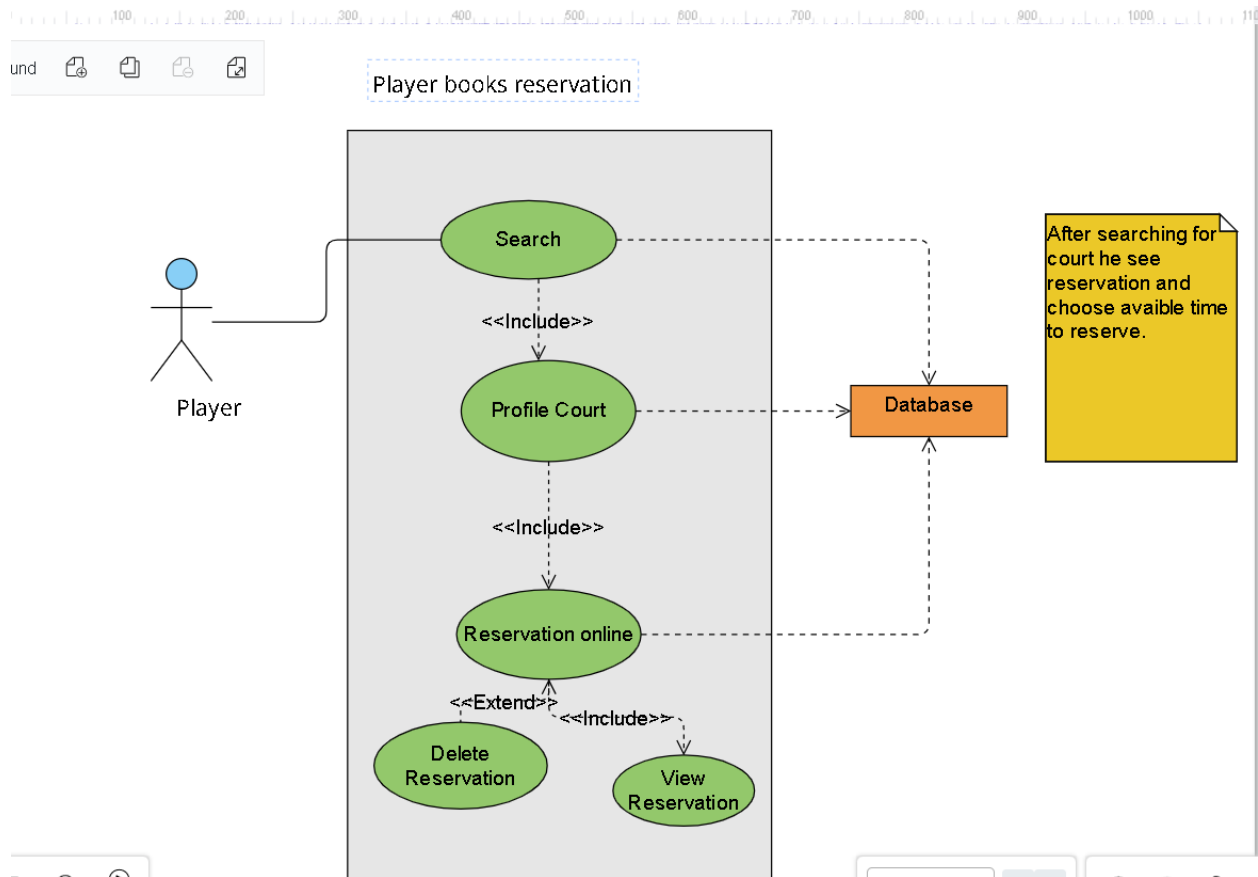 100 200 300 400 500 600 700 800 900 1000
und
Player books reservation
Search
After searching for
court he see
reservation and
choose avaible time
to reserve.
<<Include>>
Player
Profile Court
Database
<<Include>>
Reservation online
<<Extend>>
<<Include>>
Delete
Reservation
View
Reservation